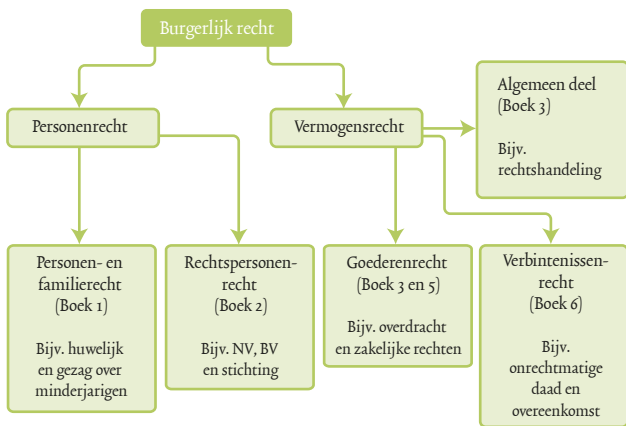 Burgerlijk recht
Algemeen deel
(Boek 3)
Bijv.
rechtshandeling
Personenrecht
Vermogensrecht
Personen- en
familierecht
(Boek 1)
Bijv. huwelijk
en gezag over
minderjarigen
Rechtspersonen-
recht
(Boek 2)
Bijv. NV, BV
en stichting
Goederenrecht
(Boek 3 en 5)
Bijv. overdracht
en zakelijke rechten
Verbintenissen-
recht
(Boek 6)
Bijv.
onrechtmatige
daad en
overeenkomst